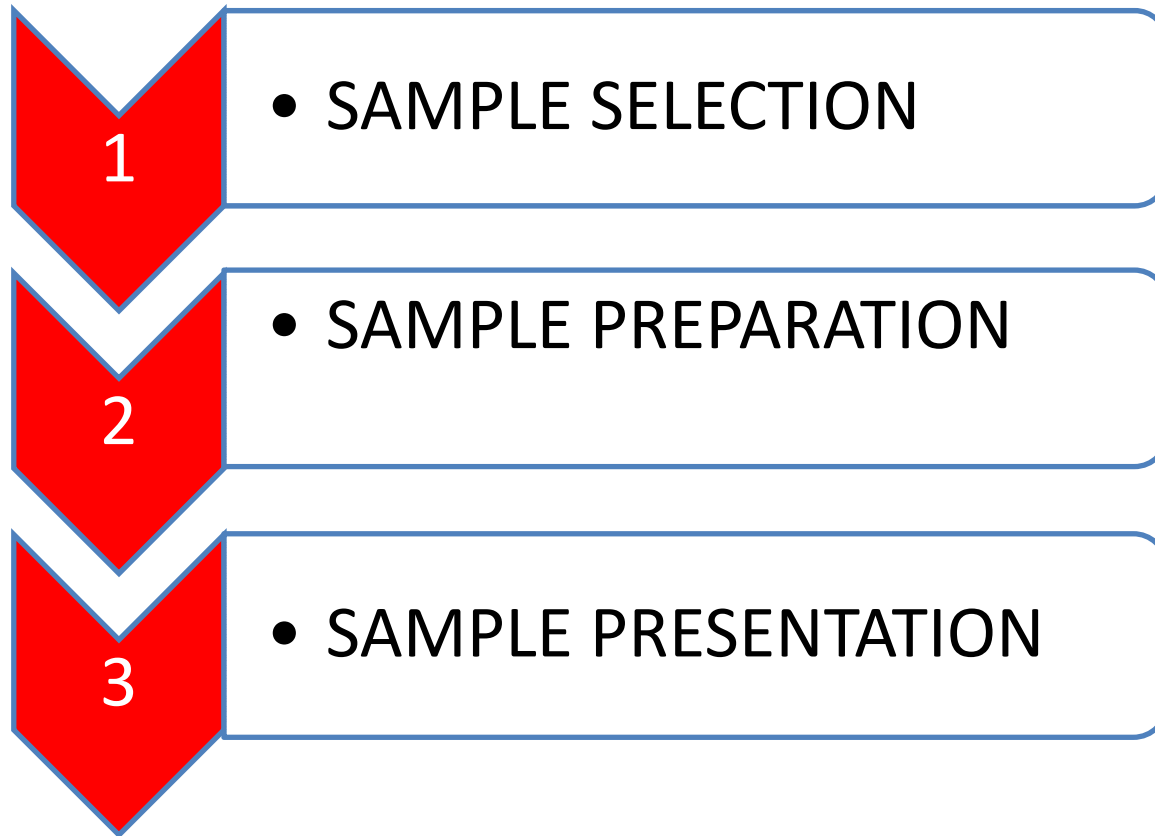 1
• SAMPLE SELECTION
2
• SAMPLE PREPARATION
3
• SAMPLE PRESENTATION